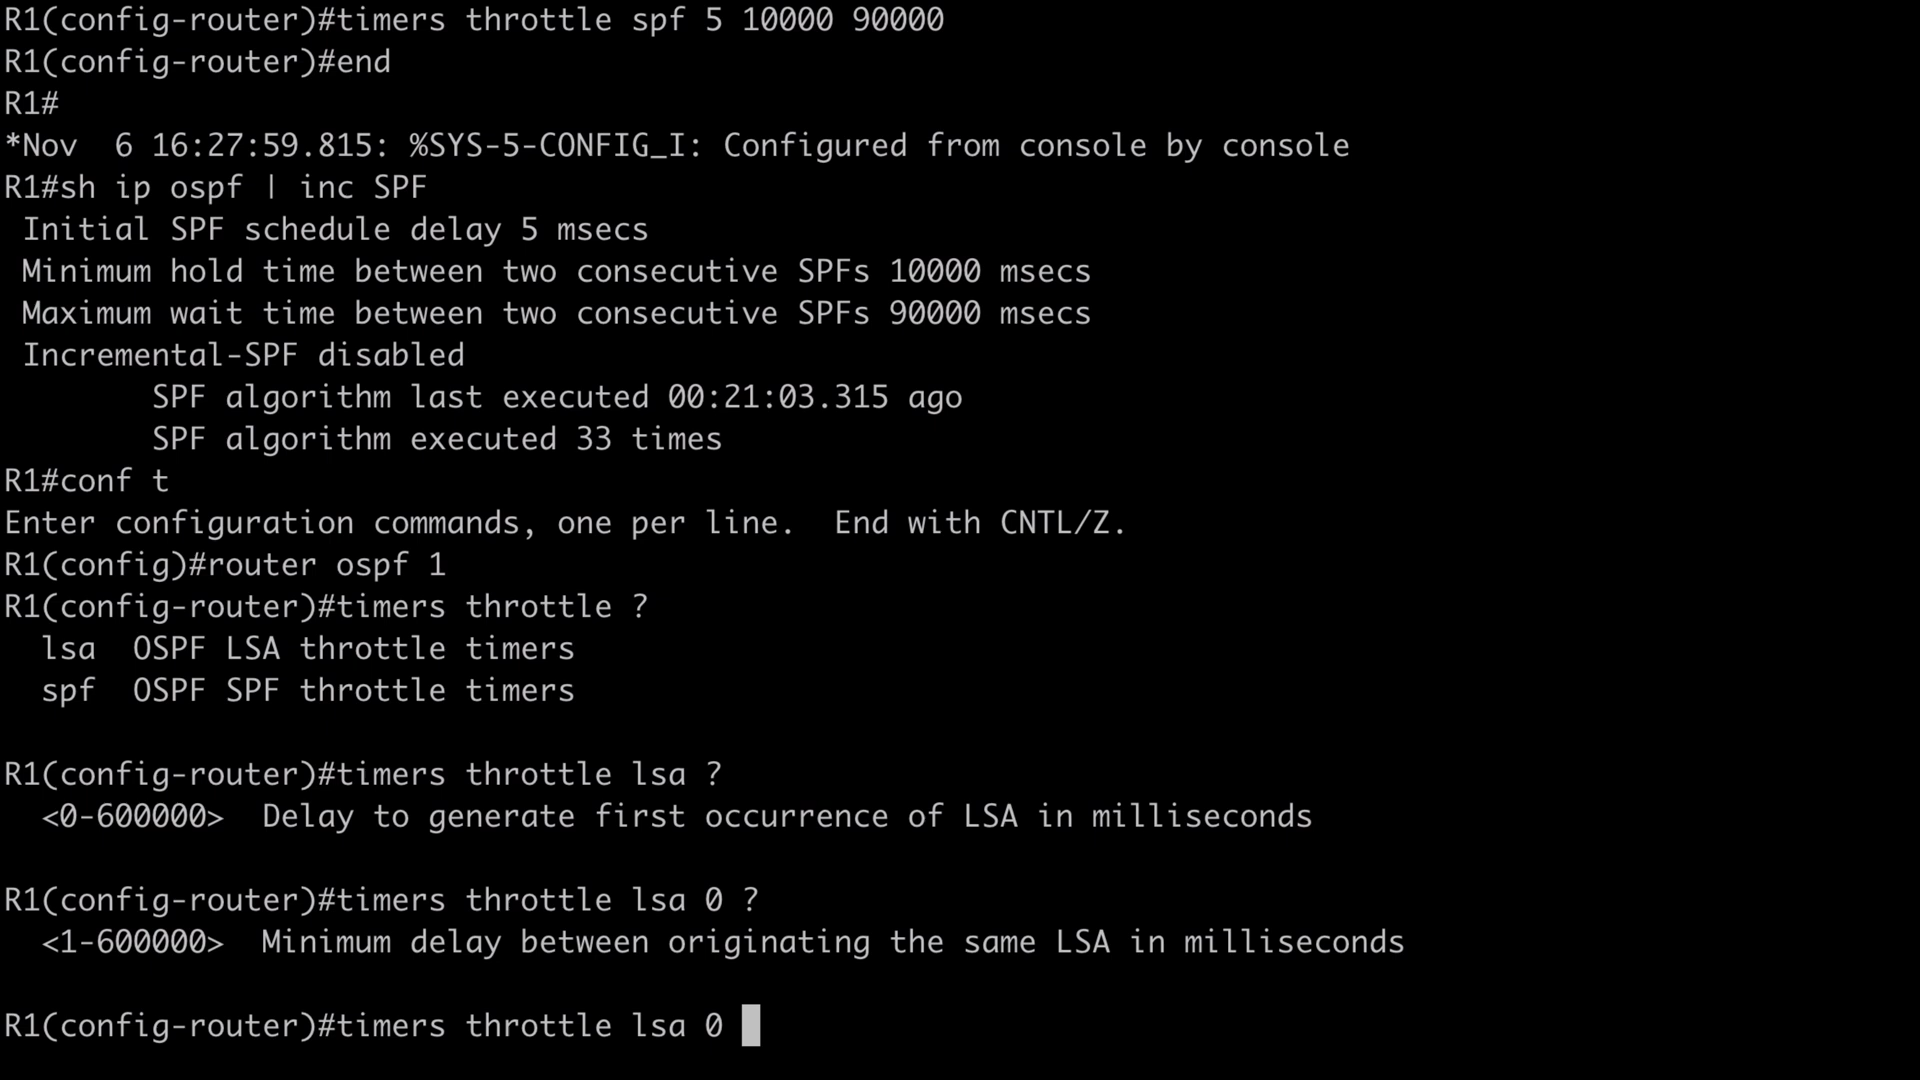 R1(config-router)#timers throttle spf 5 10000 90000
R1(config-router)#end
R1#
*Nov  6 16:27:59.815: %SYS-5-CONFIG_I: Configured from console by console
R1#sh ip ospf | inc SPF
 Initial SPF schedule delay 5 msecs
 Minimum hold time between two consecutive SPFs 10000 msecs
 Maximum wait time between two consecutive SPFs 90000 msecs
 Incremental-SPF disabled
        SPF algorithm last executed 00:21:03.315 ago
        SPF algorithm executed 33 times
R1#conf t
Enter configuration commands, one per line.  End with CNTL/Z.
R1(config)#router ospf 1
R1(config-router)#timers throttle ?
  lsa  OSPF LSA throttle timers
  spf  OSPF SPF throttle timers

R1(config-router)#timers throttle lsa ?
  <0-600000>  Delay to generate first occurrence of LSA in milliseconds

R1(config-router)#timers throttle lsa 0 ?
  <1-600000>  Minimum delay between originating the same LSA in milliseconds

R1(config-router)#timers throttle lsa 0